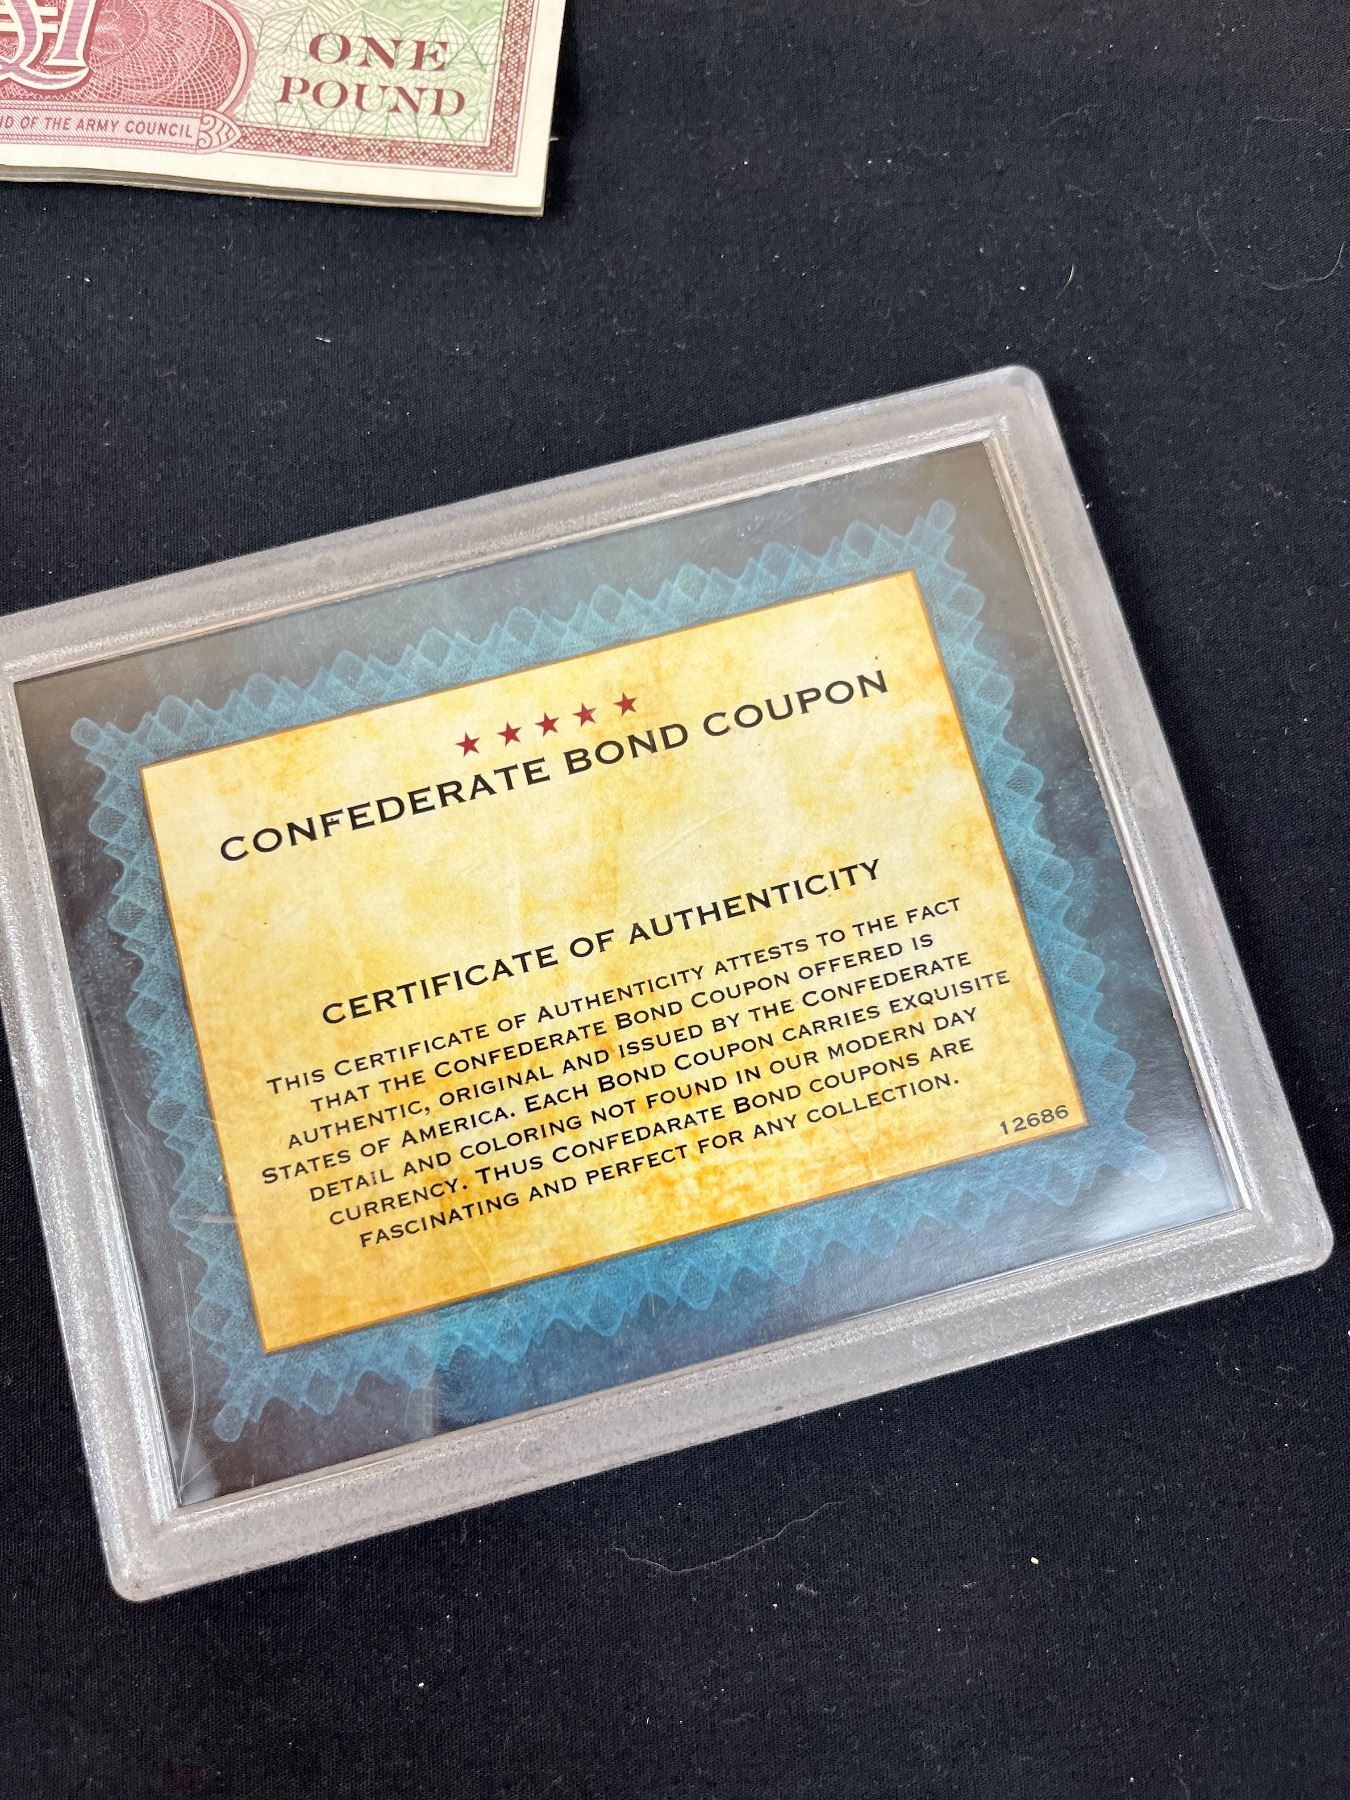 ONE
POUND
OF THE ARMY COUNCIL
CONFEDERATE BOND COUPON
CERTIFICATE OF AUTHENTICITY
THIS CERTIFICATE OF AUTHENTICITY ATTESTS TO THE FACT
THAT THE CONFEDERATE BOND COUPON OFFERED IS
AUTHENTIC, ORIGINAL AND ISSUED BY THE CONFEDERATE
STATES OF AMERICA. EACH BOND COUPON CARRIES EXQUISITE
DETAIL AND COLORING NOT FOUND IN OUR MODERN DAY
CURRENCY. THUS CONFEDARATE BOND COUPONS ARE
FASCINATING AND PERFECT FOR ANY COLLECTION.
12686